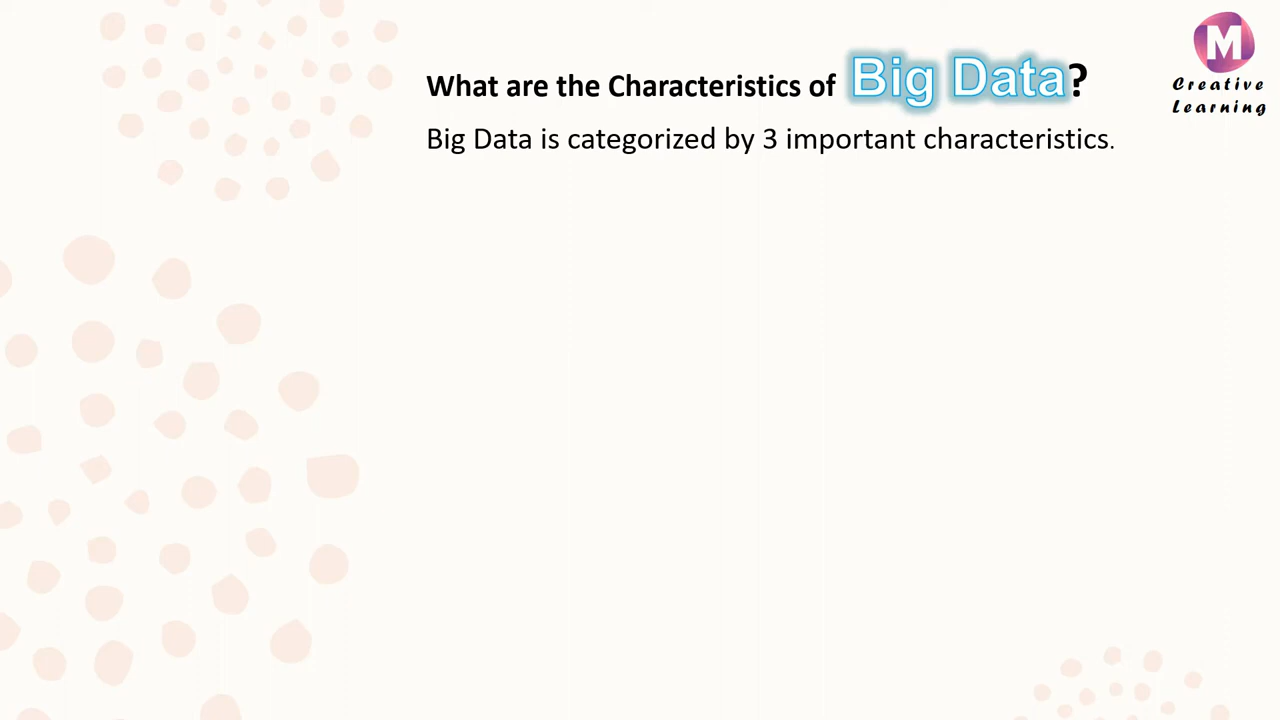 What are the Characteristics of Big Data?
Big Data is categorized by 3 important characteristics.
M
Creative
Learning